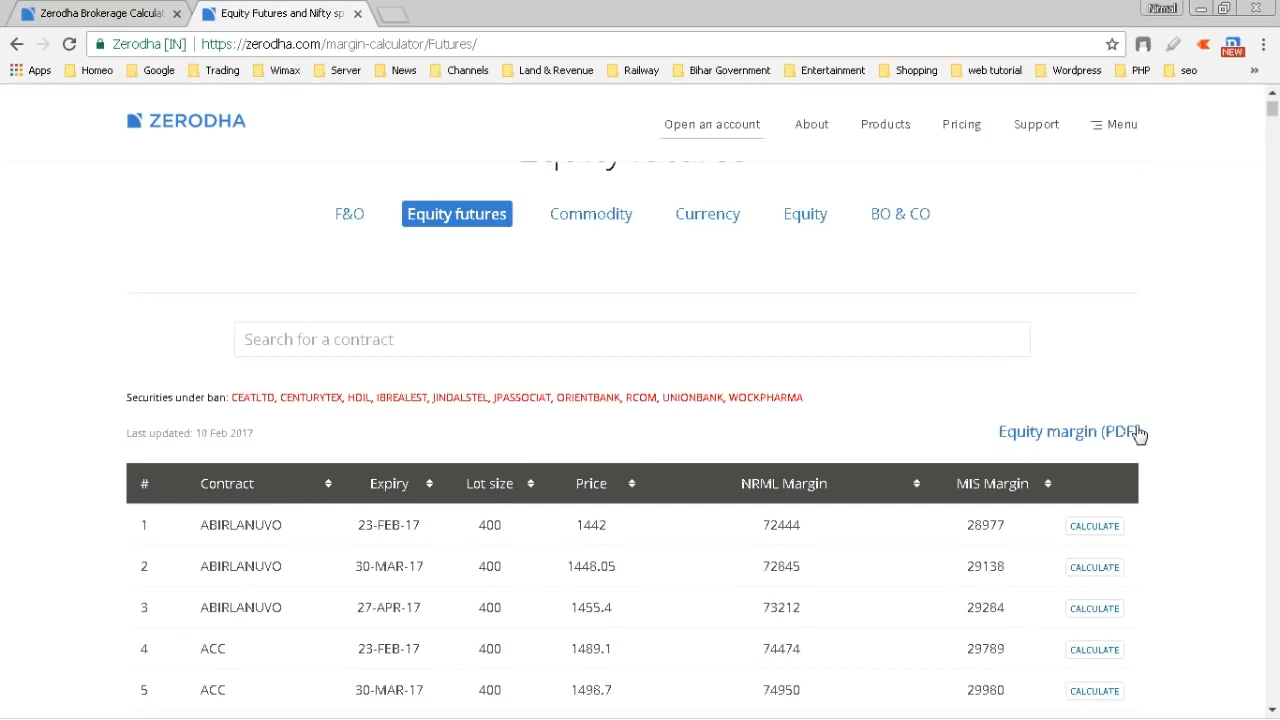 Zerodha Brokerage Calculat
Equity Futures and Nifty sp
Nirmal
Zerodha [IN] https://zerodha.com/margin-calculator/Futures/
NEW
Apps Homeo Google Trading Wimax Server News Channels Land & Revenue Railway Bihar Government Entertainment Shopping web tutorial Wordpress PHP seo »
ZERODHA
Open an account About Products Pricing Support Menu
F&O Equity futures Commodity Currency Equity BO & CO
Search for a contract
Securities under ban: CEATLTD, CENTURYTEX, HDIL, IBREALEST, JINDALSTEL, JPASSOCIAT, ORIENTBANK, RCOM, UNIONBANK, WOCKPHARMA
Last updated: 10 Feb 2017
Equity margin (PDF)
# Contract Expiry Lot size Price NRML Margin MIS Margin
1 ABIRLANUVO 23-FEB-17 400 1442 72444 28977 CALCULATE
2 ABIRLANUVO 30-MAR-17 400 1448.05 72845 29138 CALCULATE
3 ABIRLANUVO 27-APR-17 400 1455.4 73212 29284 CALCULATE
4 ACC 23-FEB-17 400 1489.1 74474 29789 CALCULATE
5 ACC 30-MAR-17 400 1498.7 74950 29980 CALCULATE